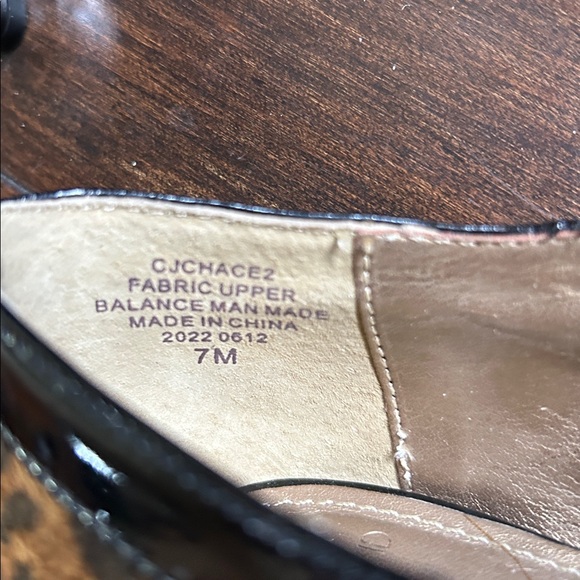 CJCHACE2
FABRIC UPPER
BALANCE MAN MADE
MADE IN CHINA
2022 0612
7M